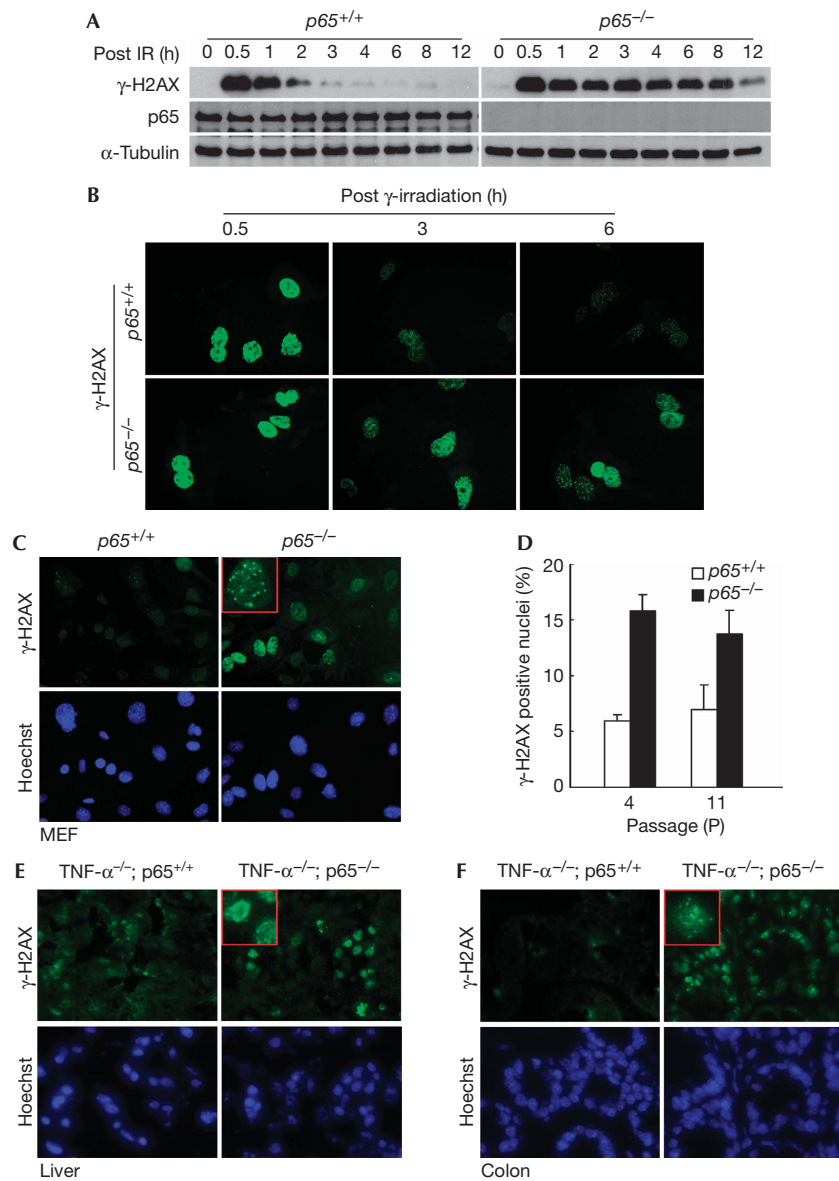 A
p65+/+ p65−/−
Post IR (h) 0 0.5 1 2 3 4 6 8 12 0 0.5 1 2 3 4 6 8 12
γ-H2AX
p65
α-Tubulin
B
Post γ-irradiation (h)
0.5 3 6
γ-H2AX
p65+/+
p65−/−
C
p65+/+ p65−/−
γ-H2AX
Hoechst
MEF
D
γ-H2AX positive nuclei (%)
20
15
10
5
0
p65+/+
p65−/−
4 11
Passage (P)
E
TNF-α−/−; p65+/+ TNF-α−/−; p65−/−
γ-H2AX
Hoechst
Liver
F
TNF-α−/−; p65+/+ TNF-α−/−; p65−/−
γ-H2AX
Hoechst
Colon